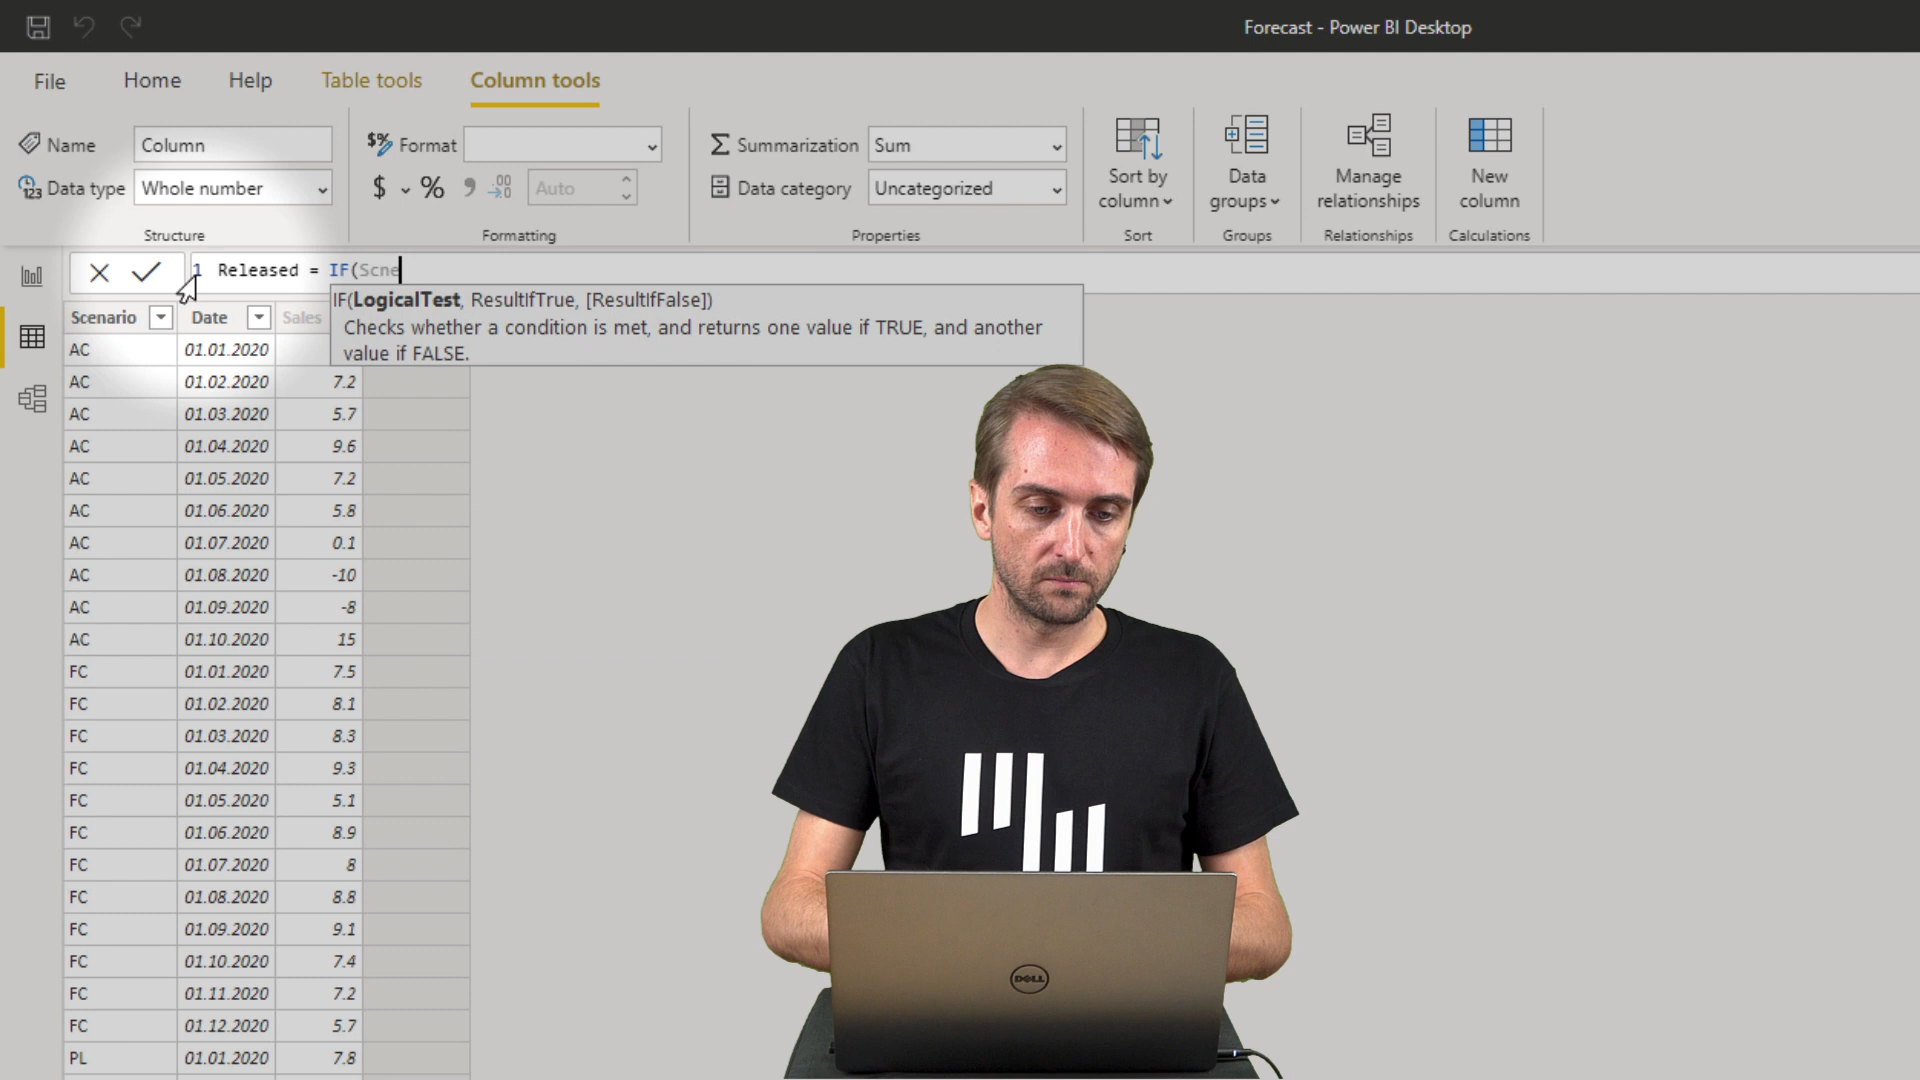 Forecast - Power BI Desktop
File Home Help Table tools Column tools
Name Column
Data type Whole number
Structure
Format
$ % Auto
Formatting
Summarization Sum
Data category Uncategorized
Properties
Sort by
column
Sort
Data
groups
Groups
Manage
relationships
Relationships
New
column
Calculations
1 Released = IF(Scne
IF(LogicalTest, ResultIfTrue, [ResultIfFalse])
Checks whether a condition is met, and returns one value if TRUE, and another
value if FALSE.
Scenario Date Sales
AC 01.01.2020
AC 01.02.2020 7.2
AC 01.03.2020 5.7
AC 01.04.2020 9.6
AC 01.05.2020 7.2
AC 01.06.2020 5.8
AC 01.07.2020 0.1
AC 01.08.2020 -10
AC 01.09.2020 -8
AC 01.10.2020 15
FC 01.01.2020 7.5
FC 01.02.2020 8.1
FC 01.03.2020 8.3
FC 01.04.2020 9.3
FC 01.05.2020 5.1
FC 01.06.2020 8.9
FC 01.07.2020 8
FC 01.08.2020 8.8
FC 01.09.2020 9.1
FC 01.10.2020 7.4
FC 01.11.2020 7.2
FC 01.12.2020 5.7
PL 01.01.2020 7.8
DELL